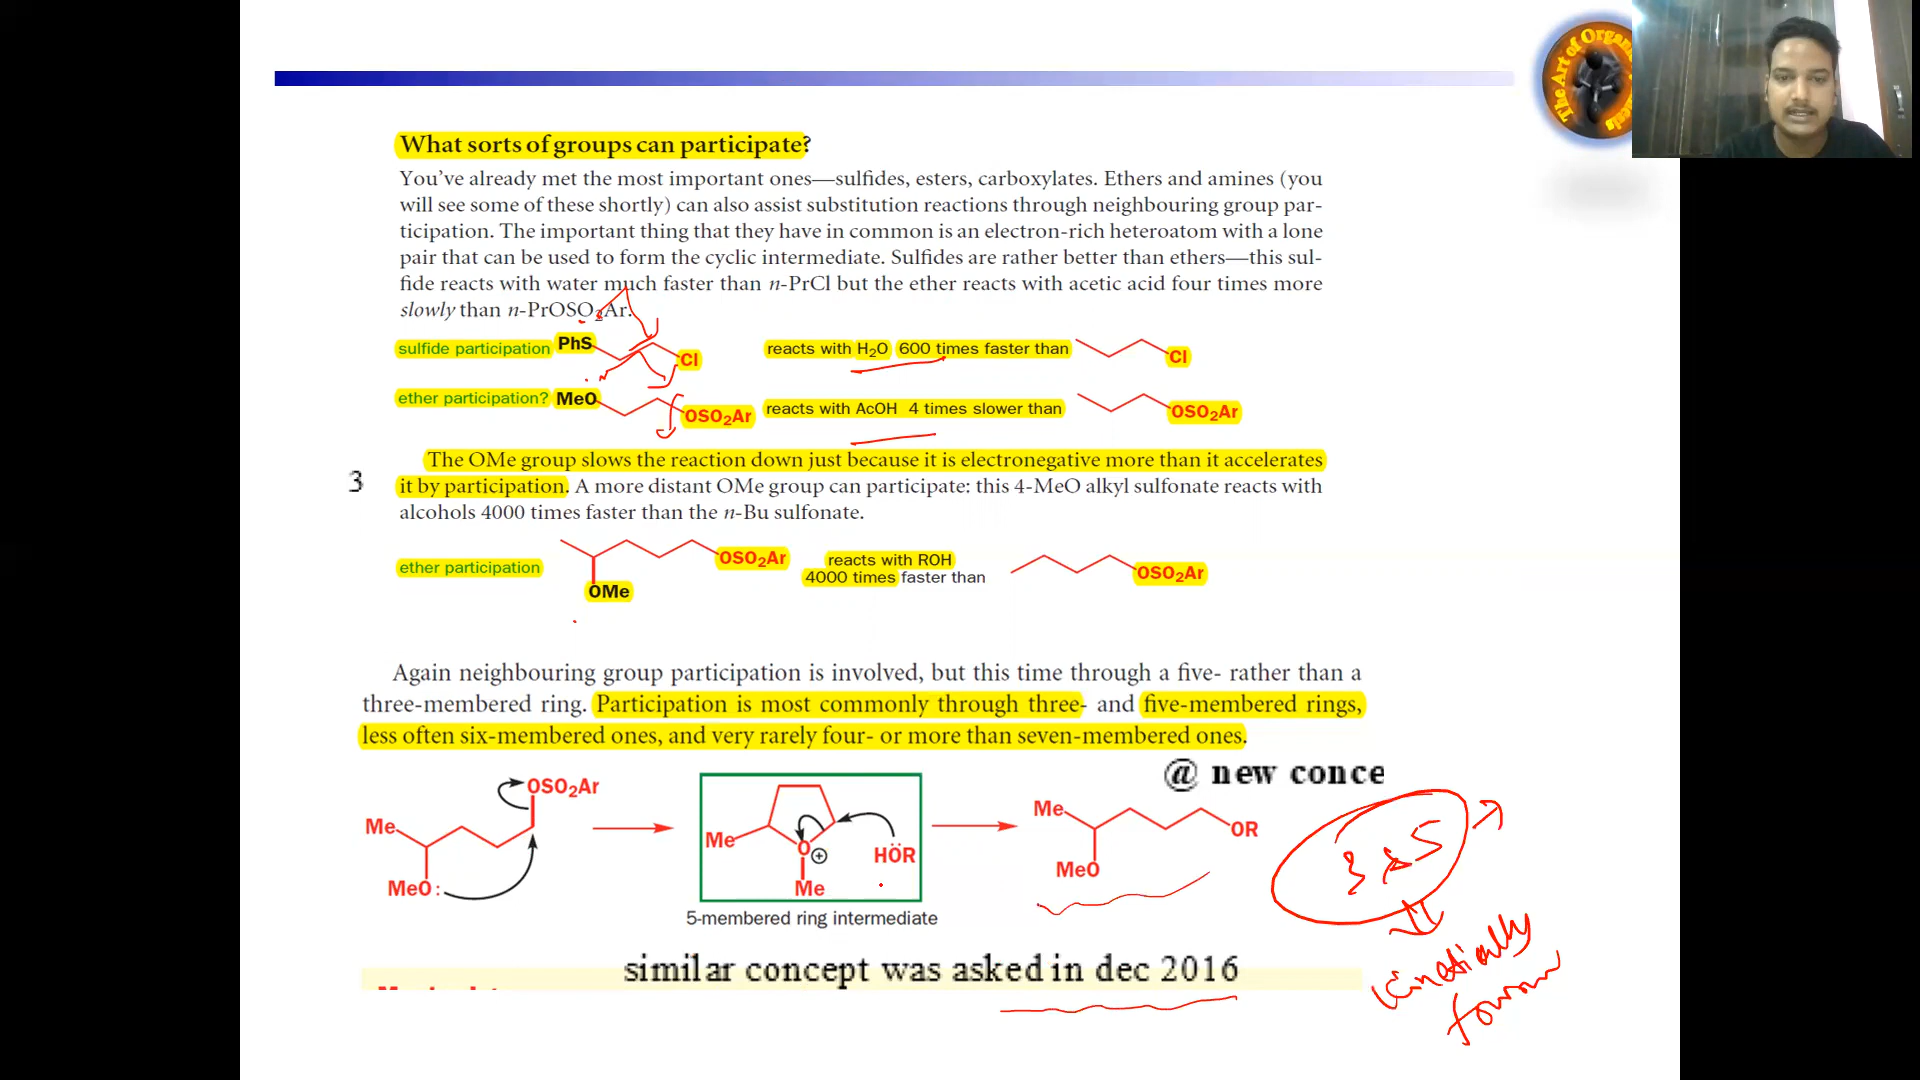 The Art of Organ
What sorts of groups can participate?
You've already met the most important ones—sulfides, esters, carboxylates. Ethers and amines (you
will see some of these shortly) can also assist substitution reactions through neighbouring group par-
ticipation. The important thing that they have in common is an electron-rich heteroatom with a lone
pair that can be used to form the cyclic intermediate. Sulfides are rather better than ethers—this sul-
fide reacts with water much faster than n-PrCl but the ether reacts with acetic acid four times more
slowly than n-PrOSO2Ar.
sulfide participation PhS Cl reacts with H2O 600 times faster than Cl
ether participation? MeO OSO2Ar reacts with AcOH 4 times slower than OSO2Ar
The OMe group slows the reaction down just because it is electronegative more than it accelerates
3 it by participation. A more distant OMe group can participate: this 4-MeO alkyl sulfonate reacts with
alcohols 4000 times faster than the n-Bu sulfonate.
ether participation OSO2Ar OMe reacts with ROH
4000 times faster than OSO2Ar
Again neighbouring group participation is involved, but this time through a five- rather than a
three-membered ring. Participation is most commonly through three- and five-membered rings,
less often six-membered ones, and very rarely four- or more than seven-membered ones.
@ new conce
OSO2Ar
Me
MeO:
Me
O
⊕
Me
HÖR
Me
OR
MeO
3 & 5
5-membered ring intermediate
kinetically
similar concept was asked in dec 2016